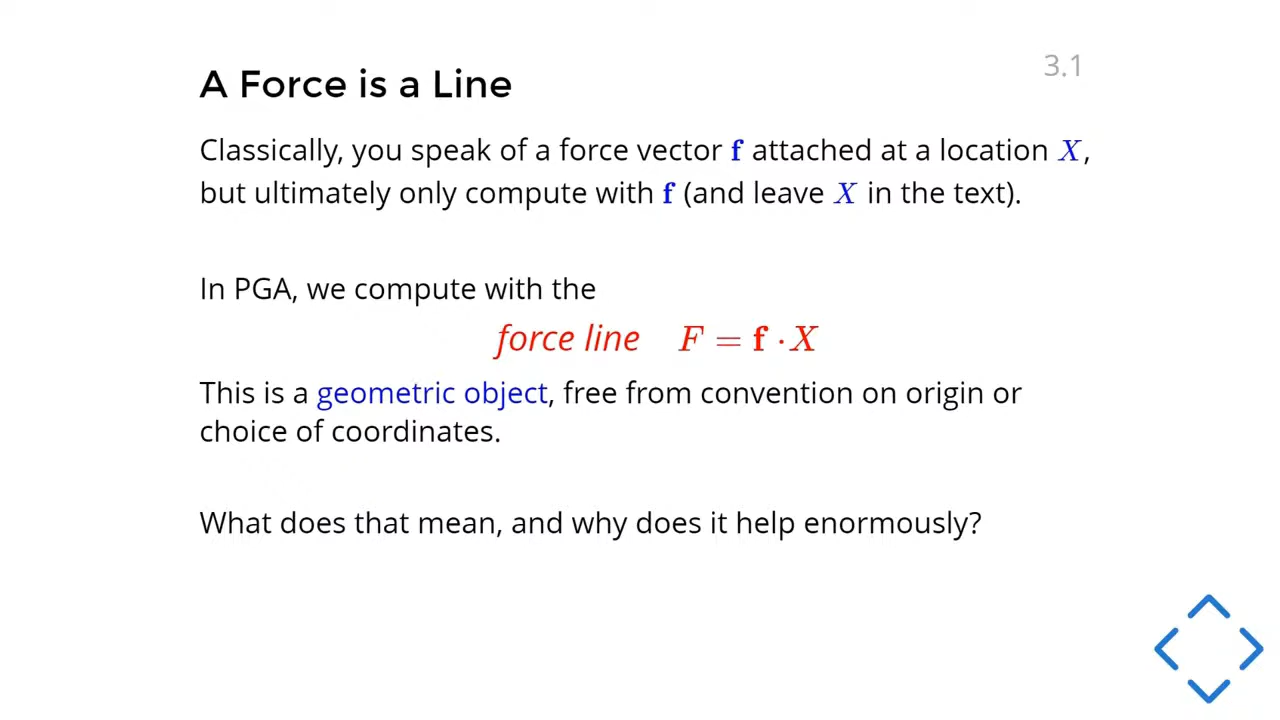 3.1
A Force is a Line
Classically, you speak of a force vector f attached at a location X,
but ultimately only compute with f (and leave X in the text).
In PGA, we compute with the
force line F = f · X
This is a geometric object, free from convention on origin or
choice of coordinates.
What does that mean, and why does it help enormously?